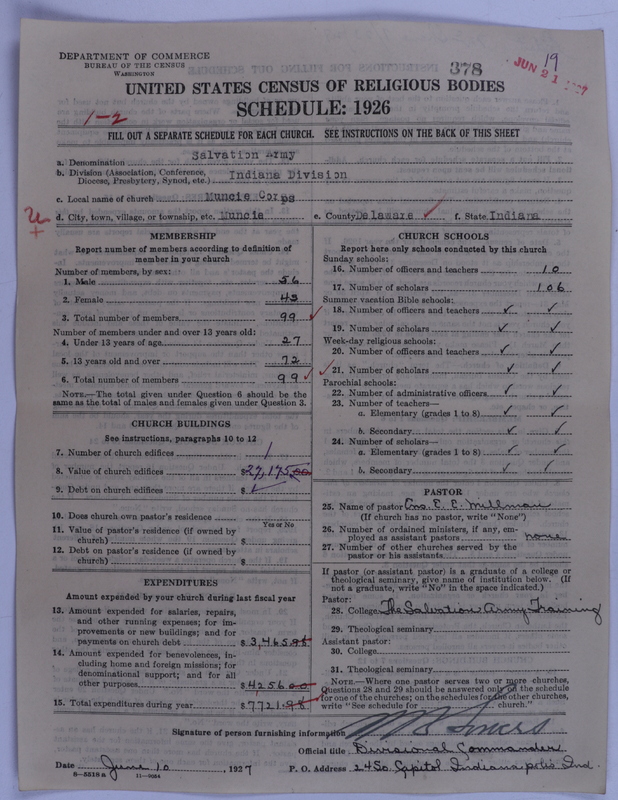 DEPARTMENT OF COMMERCE
BUREAU OF THE CENSUS
WASHINGTON
378
19
JUN 21 1927
UNITED STATES CENSUS OF RELIGIOUS BODIES
SCHEDULE: 1926
1-2
FILL OUT A SEPARATE SCHEDULE FOR EACH CHURCH. SEE INSTRUCTIONS ON THE BACK OF THIS SHEET
a. Denomination Salvation Army
b. Division (Association, Conference, Diocese, Presbytery, Synod, etc.) Indiana Division
c. Local name of church Muncie Corps
d. City, town, village, or township, etc. Muncie e. County Delaware ✓ f. State Indiana
MEMBERSHIP
Report number of members according to definition of
member in your church
Number of members, by sex:
1. Male 56
2. Female 43
3. Total number of members 99 ✓
Number of members under and over 13 years old:
4. Under 13 years of age 27
5. 13 years old and over 72
6. Total number of members 99 ✓
NOTE.—The total given under Question 6 should be the
same as the total of males and females given under Question 3.
CHURCH BUILDINGS
See instructions, paragraphs 10 to 12
7. Number of church edifices 1
8. Value of church edifices $27,175.00
9. Debt on church edifices $ ✓
10. Does church own pastor's residence
Yes or No
11. Value of pastor's residence (if owned by
church) $
12. Debt on pastor's residence (if owned by
church) $
EXPENDITURES
Amount expended by your church during last fiscal year
13. Amount expended for salaries, repairs,
and other running expenses; for im-
provements or new buildings; and for
payments on church debt $3,465.98
14. Amount expended for benevolences, in-
cluding home and foreign missions; for
denominational support; and for all
other purposes $4256.00
15. Total expenditures during year $7721.98
CHURCH SCHOOLS
Report here only schools conducted by this church
Sunday schools:
16. Number of officers and teachers 10
17. Number of scholars 106
Summer vacation Bible schools:
18. Number of officers and teachers ✓ ✓
19. Number of scholars ✓ ✓
Week-day religious schools:
20. Number of officers and teachers ✓ ✓
✓ 21. Number of scholars ✓ ✓
Parochial schools:
22. Number of administrative officers ✓ ✓
23. Number of teachers—
a. Elementary (grades 1 to 8) ✓ ✓
b. Secondary ✓ ✓
24. Number of scholars—
a. Elementary (grades 1 to 8) ✓ ✓
b. Secondary ✓ ✓
PASTOR
25. Name of pastor Ens. E. E. Millman
(If church has no pastor, write "None")
26. Number of ordained ministers, if any, em-
ployed as assistant pastors none
27. Number of other churches served by the
pastor or his assistants
If pastor (or assistant pastor) is a graduate of a college or
theological seminary, give name of institution below. (If
not a graduate, write "No" in the space indicated.)
Pastor:
28. College The Salvation Army Training
29. Theological seminary
Assistant pastor:
30. College
31. Theological seminary
NOTE.—Where one pastor serves two or more churches,
Questions 28 and 29 should be answered only on the schedule
for one of the churches; on the schedules for the other churches,
write "See schedule for church."
Signature of person furnishing information
Official title Divisional Commander
Date June 10, 1927 P. O. Address 24 So Capitol Indianapolis Ind.
8-5518a 11-9064